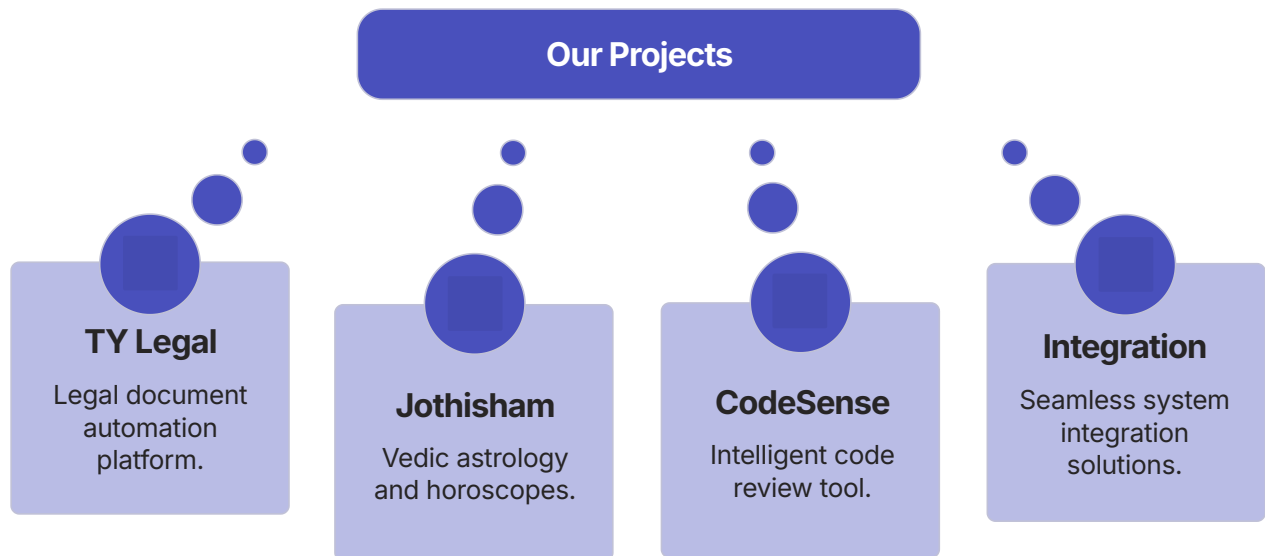 Our Projects
TY Legal
Legal document
automation
platform.
Jothisham
Vedic astrology
and horoscopes.
CodeSense
Intelligent code
review tool.
Integration
Seamless system
integration
solutions.